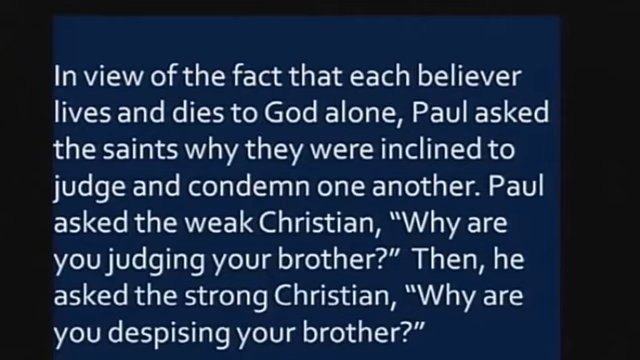 In view of the fact that each believer
lives and dies to God alone, Paul asked
the saints why they were inclined to
judge and condemn one another. Paul
asked the weak Christian, “Why are
you judging your brother?”  Then, he
asked the strong Christian, “Why are
you despising your brother?”